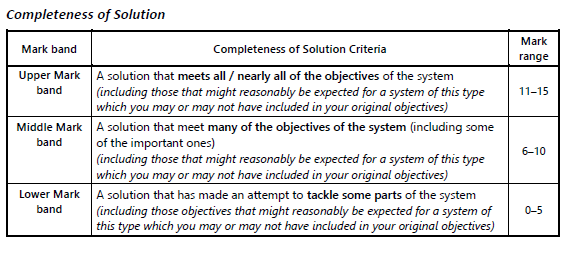 Completeness of Solution
Mark band
Completeness of Solution Criteria
Mark
range
Upper Mark
band
A solution that meets all / nearly all of the objectives of the system
(including those that might reasonably be expected for a system of this type
which you may or may not have included in your original objectives)
11–15
Middle Mark
band
A solution that meet many of the objectives of the system (including some
of the important ones)
(including those that might reasonably be expected for a system of this type
which you may or may not have included in your original objectives)
6–10
Lower Mark
band
A solution that has made an attempt to tackle some parts of the system
(including those objectives that might reasonably be expected for a system of
this type which you may or may not have included in your original objectives)
0–5